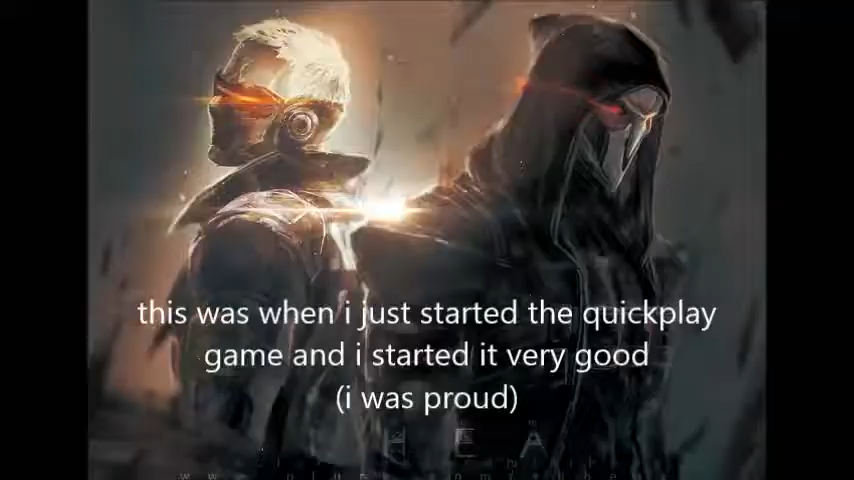 this was when i just started the quickplay
game and i started it very good
(i was proud)
H E A